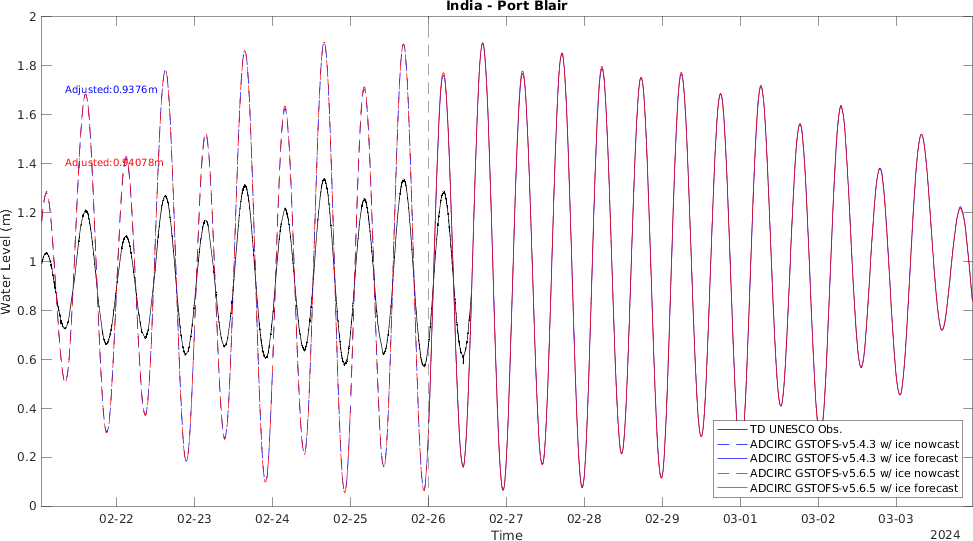 India - Port Blair
2
1.8
1.6
1.4
1.2
1
0.8
0.6
0.4
0.2
0
Water Level (m)
Adjusted:0.9376m
Adjusted:0.94078m
TD UNESCO Obs.
ADCIRC GSTOFS-v5.4.3 w/ ice nowcast
ADCIRC GSTOFS-v5.4.3 w/ ice forecast
ADCIRC GSTOFS-v5.6.5 w/ ice nowcast
ADCIRC GSTOFS-v5.6.5 w/ ice forecast
02-22 02-23 02-24 02-25 02-26 02-27 02-28 02-29 03-01 03-02 03-03
Time
2024